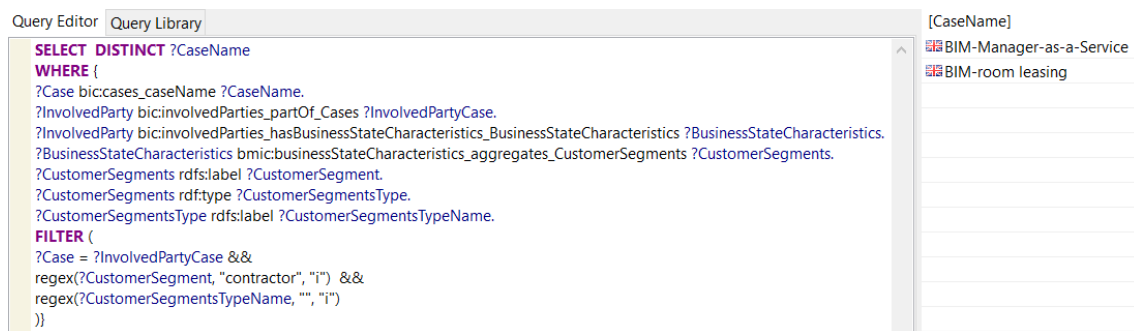 Query Editor Query Library
SELECT DISTINCT ?CaseName
WHERE {
?Case bic:cases_caseName ?CaseName.
?InvolvedParty bic:involvedParties_partOf_Cases ?InvolvedPartyCase.
?InvolvedParty bic:involvedParties_hasBusinessStateCharacteristics_BusinessStateCharacteristics ?BusinessStateCharacteristics.
?BusinessStateCharacteristics bmic:businessStateCharacteristics_aggregates_CustomerSegments ?CustomerSegments.
?CustomerSegments rdfs:label ?CustomerSegment.
?CustomerSegments rdf:type ?CustomerSegmentsType.
?CustomerSegmentsType rdfs:label ?CustomerSegmentsTypeName.
FILTER (
?Case = ?InvolvedPartyCase &&
regex(?CustomerSegment, "contractor", "i") &&
regex(?CustomerSegmentsTypeName, "", "i")
)}
[CaseName]
BIM-Manager-as-a-Service
BIM-room leasing